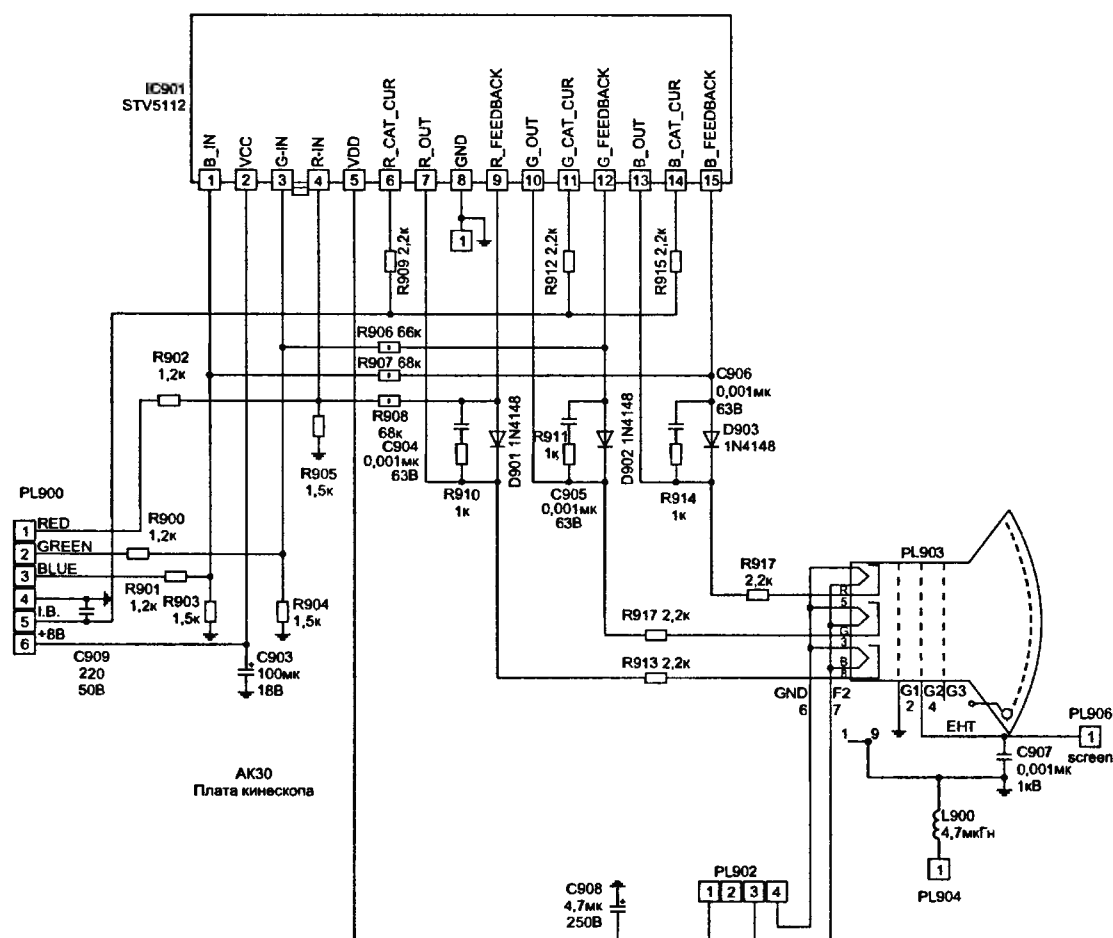 IC901
STV5112
B_IN
VCC
G-IN
R-IN
VDD
R_CAT_CUR
R_OUT
GND
R_FEEDBACK
G_OUT
G_CAT_CUR
G_FEEDBACK
B_OUT
B_CAT_CUR
B_FEEDBACK
1 2 3 4 5 6 7 8 9 10 11 12 13 14 15
1
R909 2,2к
R912 2,2к
R915 2,2к
R906 66к
R907 68к
R902
1,2к
C906
0,001мк
63В
R908
68к
C904
0,001мк
63В
R905
1,5к
D901 1N4148
R911
1к
D902 1N4148
D903
1N4148
R910
1к
C905
0,001мк
63В
R914
1к
PL900
1 RED
2 GREEN
3 BLUE
4
5 I.B.
6 +8В
R900
1,2к
R901
1,2к
R903
1,5к
R904
1,5к
C909
220
50В
C903
100мк
18В
R917
2,2к
R917 2,2к
R913 2,2к
PL903
R
5
G
3
B
8
GND
6
F2
7
G1
2
G2
4
G3
EHT
PL906
1
screen
C907
0,001мк
1кВ
1 9
L900
4,7мкГн
1
PL904
АК30
Плата кинескопа
C908
4,7мк
250В
PL902
1 2 3 4